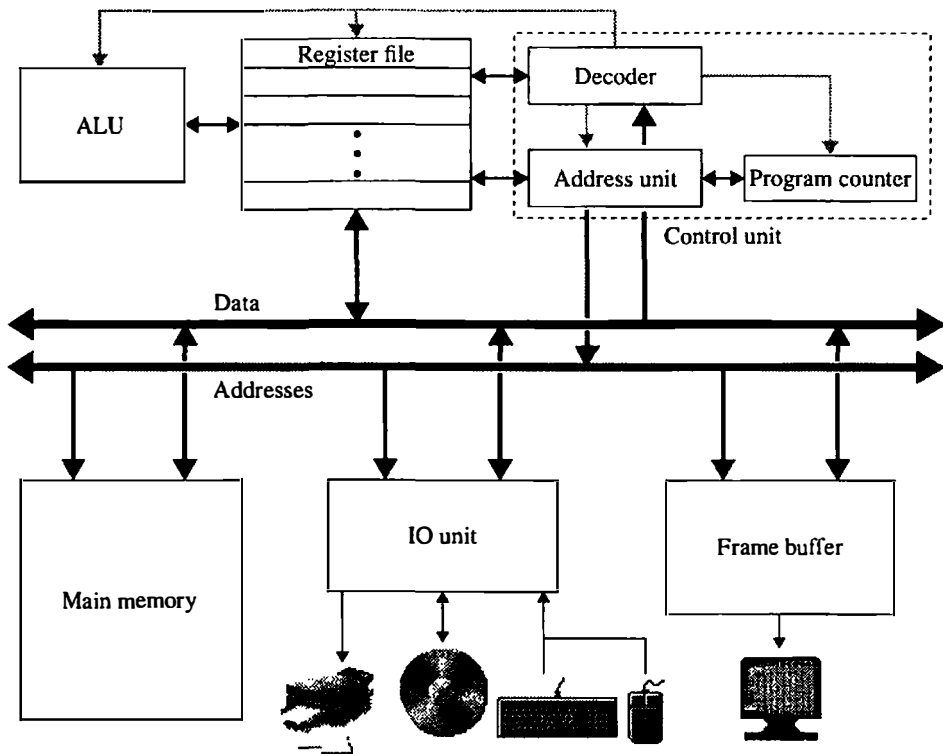 Register file
Decoder
ALU
Address unit
Program counter
Control unit
Data
Addresses
IO unit
Frame buffer
Main memory